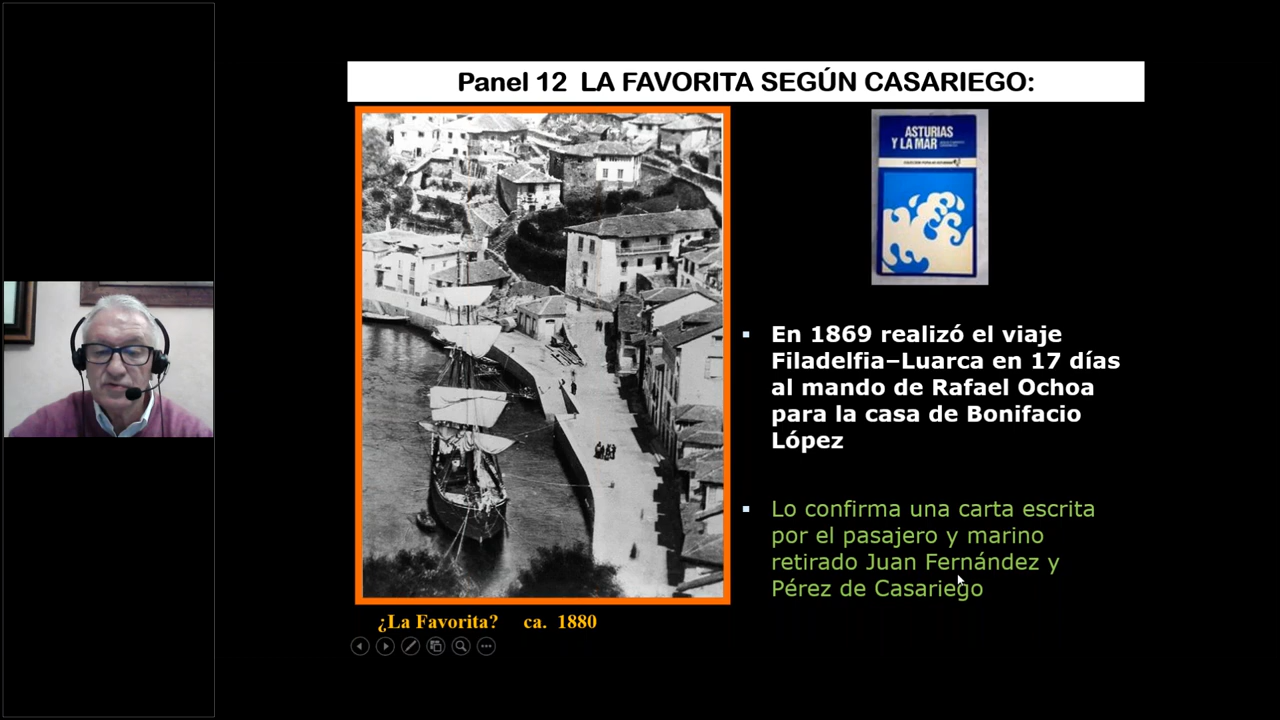 Panel 12 LA FAVORITA SEGÚN CASARIEGO:
ASTURIAS
Y LA MAR
En 1869 realizó el viaje
Filadelfia–Luarca en 17 días
al mando de Rafael Ochoa
para la casa de Bonifacio
López
Lo confirma una carta escrita
por el pasajero y marino
retirado Juan Fernández y
Pérez de Casariego
¿La Favorita? ca. 1880